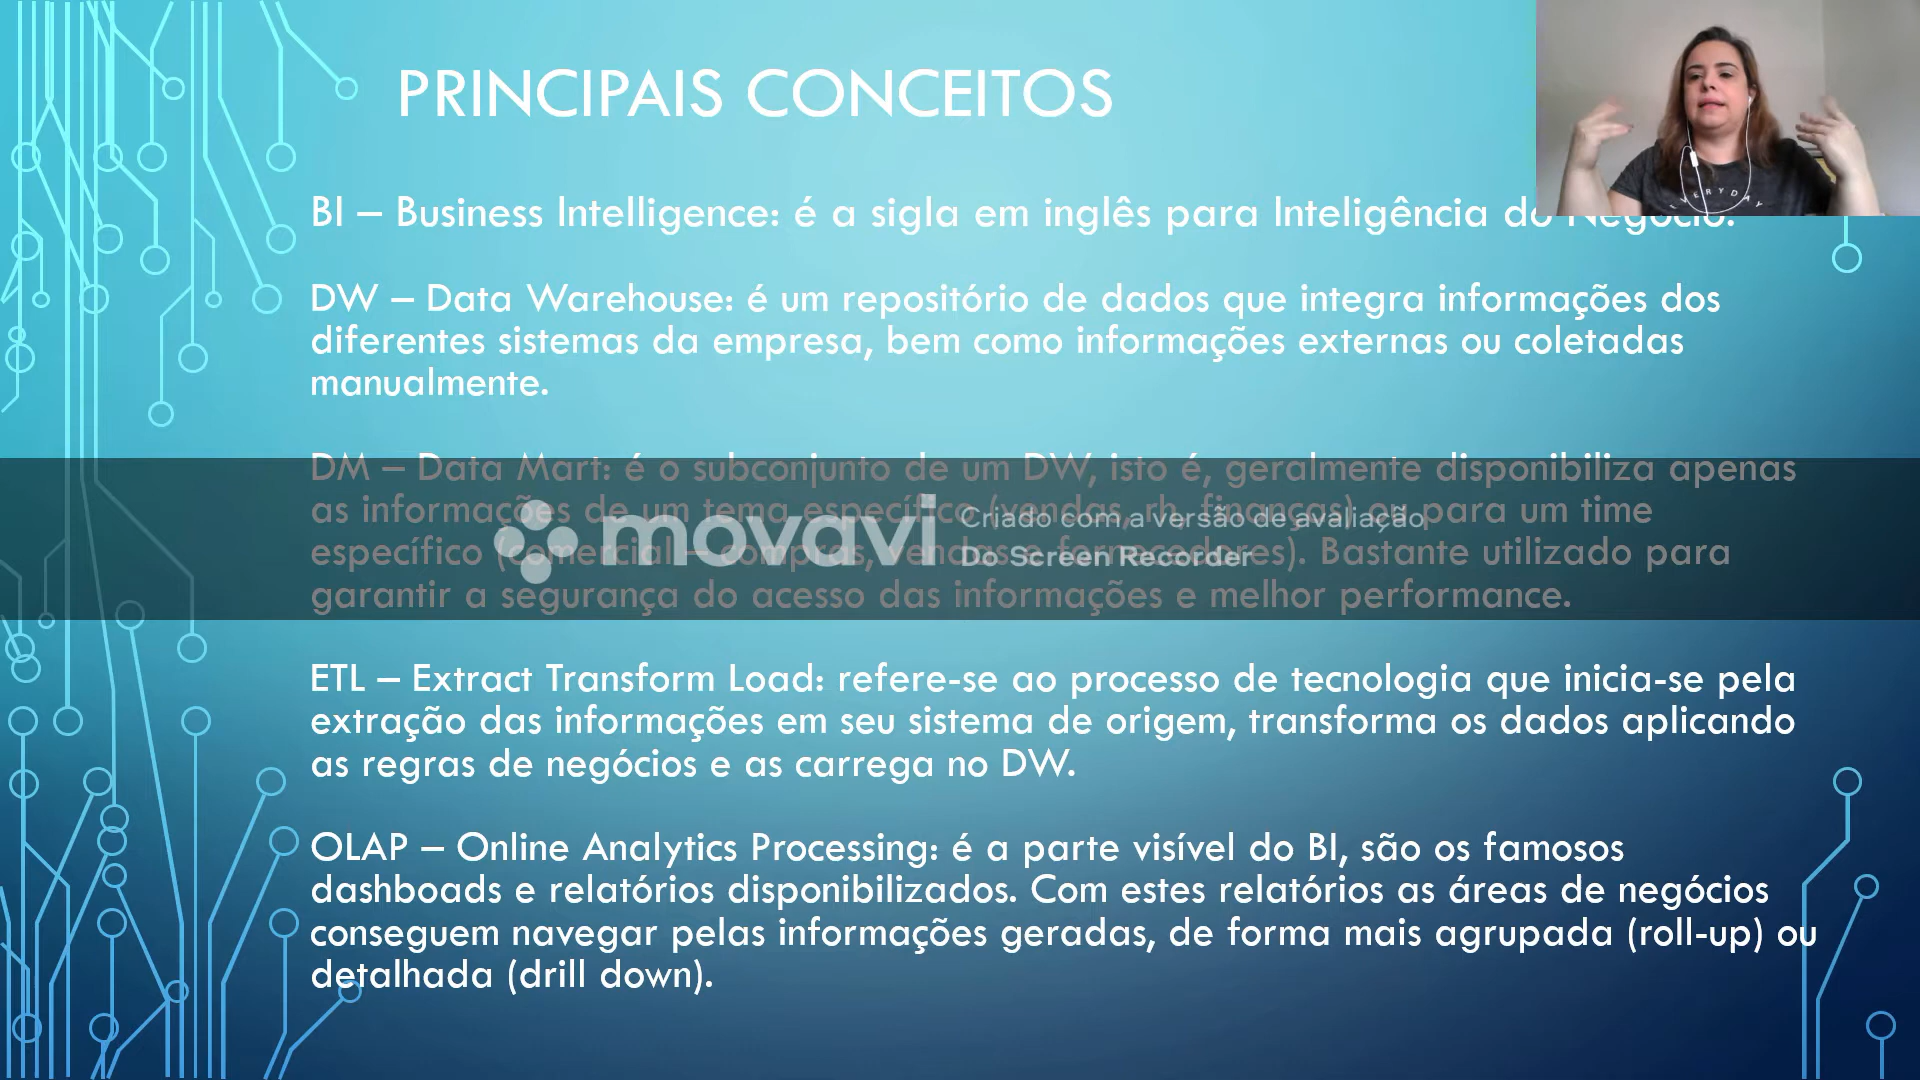 PRINCIPAIS CONCEITOS
EVERYDAY
BI – Business Intelligence: é a sigla em inglês para Inteligência do Negócio.
DW – Data Warehouse: é um repositório de dados que integra informações dos
diferentes sistemas da empresa, bem como informações externas ou coletadas
manualmente.
DM – Data Mart: é o subconjunto de um DW, isto é, geralmente disponibiliza apenas
as informações de um tema específico (vendas, rh, finanças) ou para um time
específico (comercial – compras, vendas e fornecedores). Bastante utilizado para
garantir a segurança do acesso das informações e melhor performance.
movavi
Criado com a versão de avaliação
Do Screen Recorder
ETL – Extract Transform Load: refere-se ao processo de tecnologia que inicia-se pela
extração das informações em seu sistema de origem, transforma os dados aplicando
as regras de negócios e as carrega no DW.
OLAP – Online Analytics Processing: é a parte visível do BI, são os famosos
dashboads e relatórios disponibilizados. Com estes relatórios as áreas de negócios
conseguem navegar pelas informações geradas, de forma mais agrupada (roll-up) ou
detalhada (drill down).